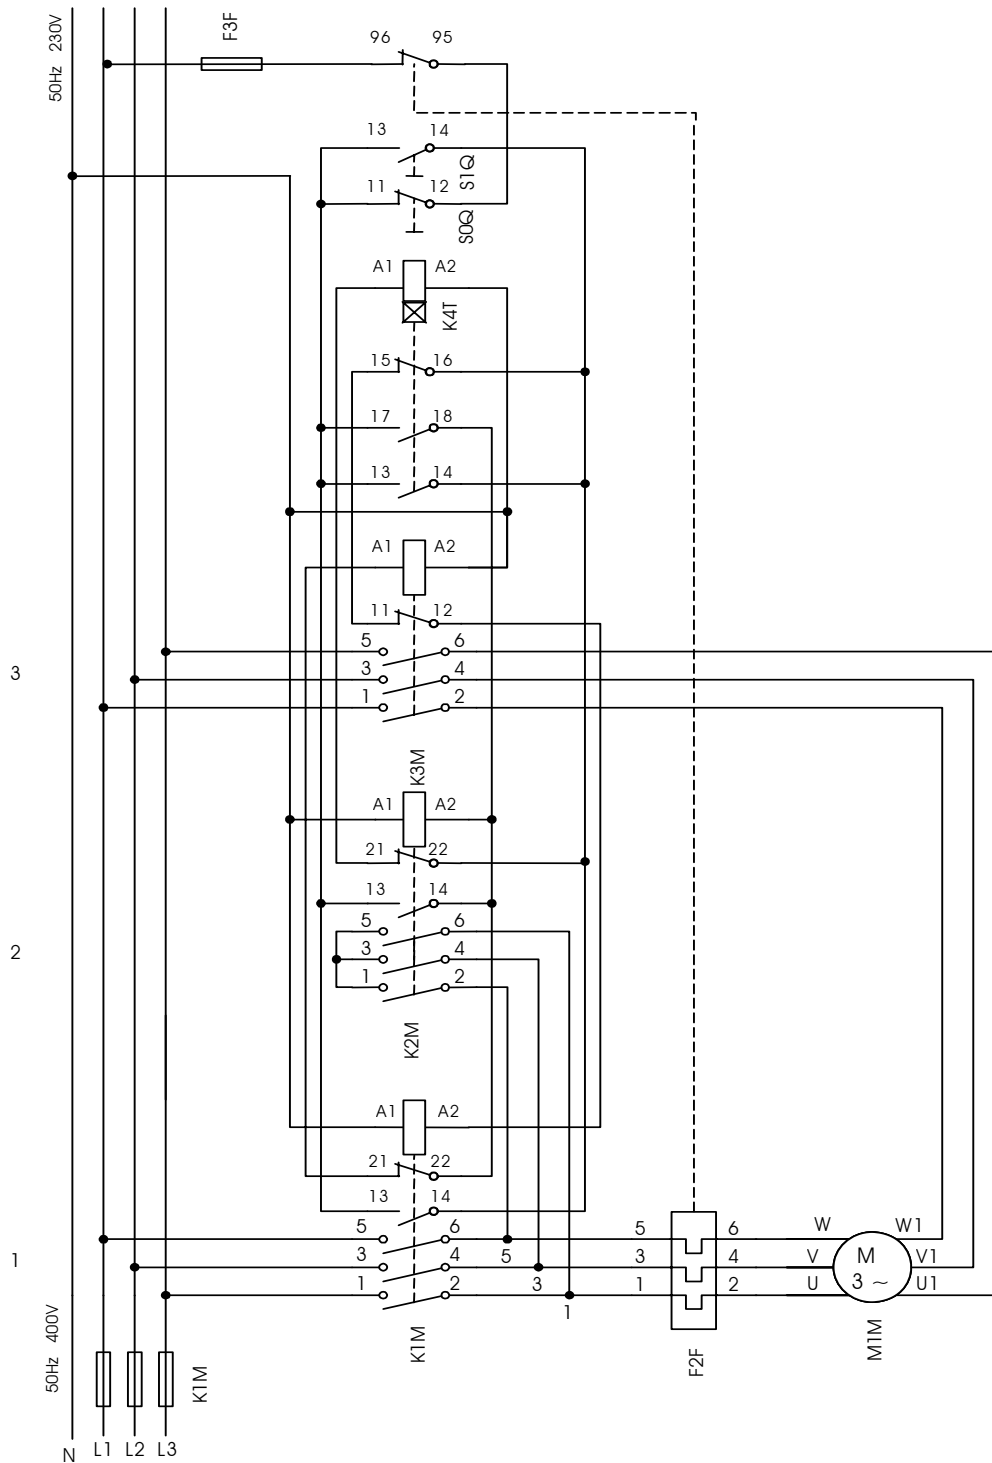 50Hz 230V
F3F
96 95
13 14
S1Q
11 12
S0Q
A1 A2
K4T
15 16
17 18
13 14
A1 A2
11 12
5 6
3
3 4
1 2
K3M
A1 A2
21 22
13 14
5 6
2
3 4
1 2
K2M
A1 A2
21 22
13 14
5 6 5 6 W W1
1
3 4 5 3 4 V M V1
1 2 3 1 2 U 3 ~ U1
1
K1M
F2F
M1M
50Hz 400V
K1M
N L1 L2 L3